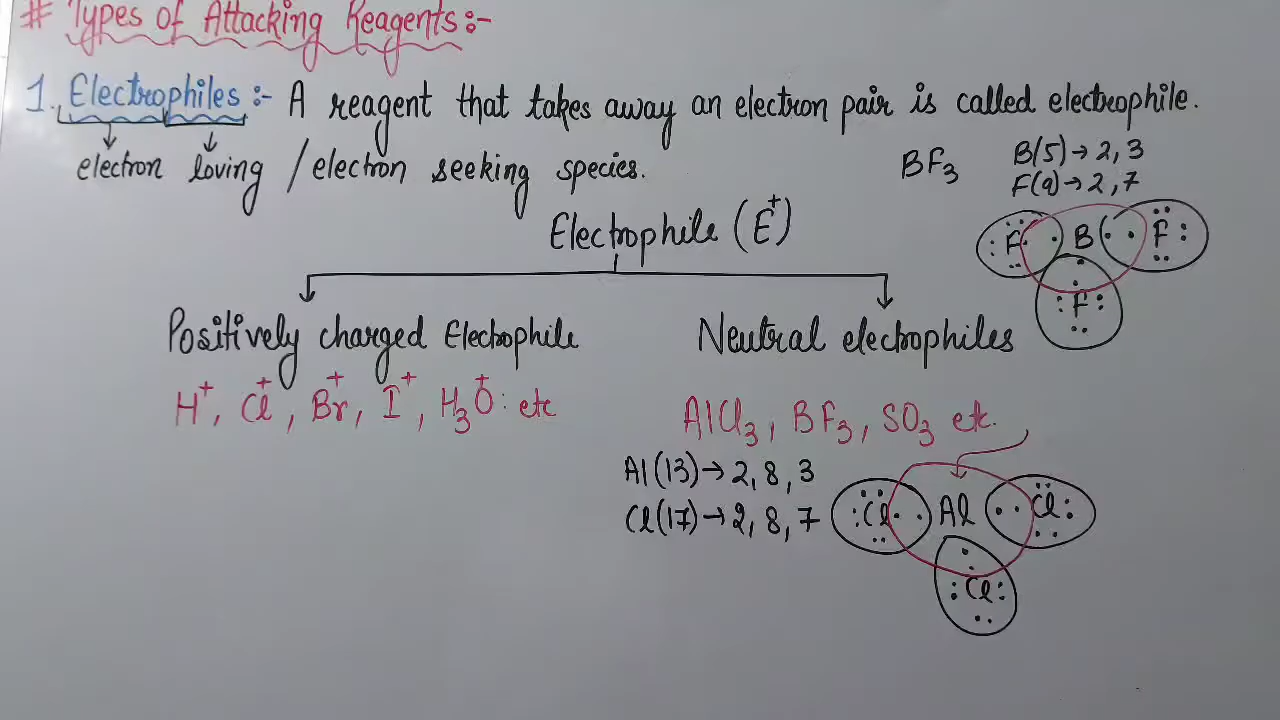 # Types of Attacking Reagents:-
1. Electrophiles :- A reagent that takes away an electron pair is called electrophile.
electron loving / electron seeking species.
BF₃
B(5)→2, 3
F(9)→2, 7
Electrophile (E⁺)
:F· ·B(· ·F:
:F:
Positively charged Electrophile
Neutral electrophiles
H⁺, Cl⁺, Br⁺, I⁺, H₃O⁺: etc
AlCl₃, BF₃, SO₃ etc.
Al(13)→2, 8, 3
Cl(17)→2, 8, 7
:Cl· · Al · ·Cl:
:Cl: